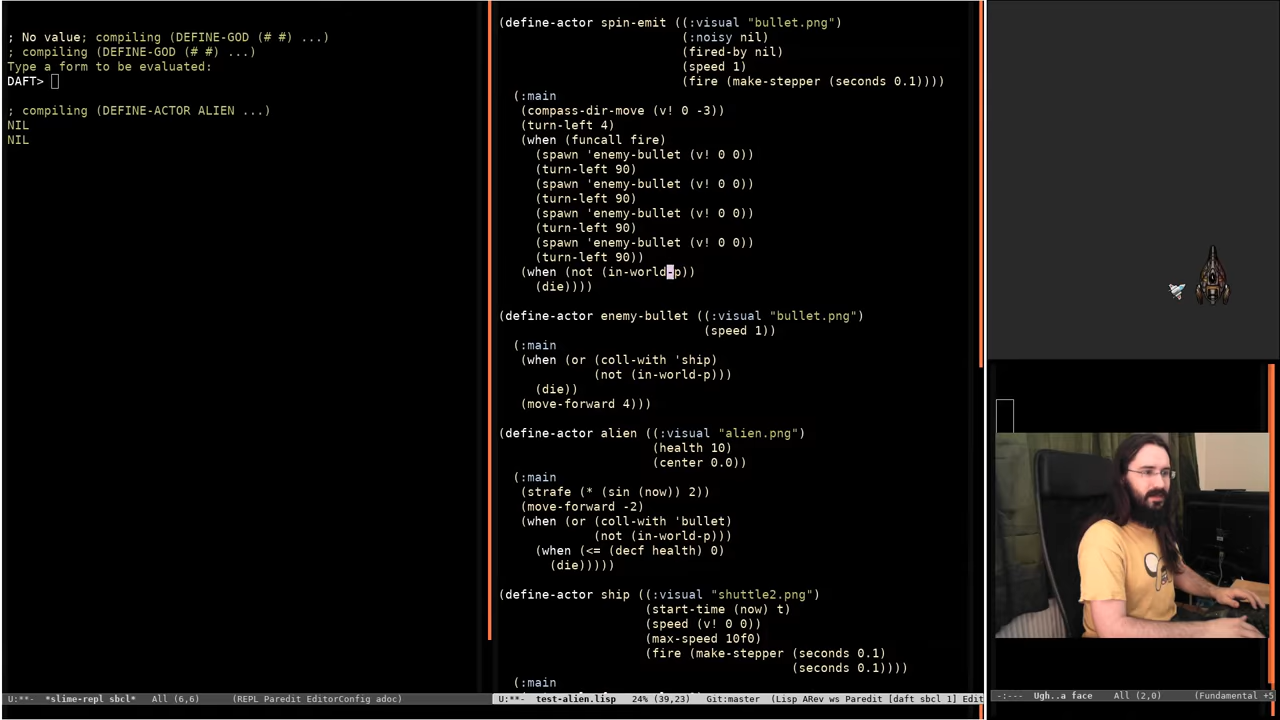 ; No value; compiling (DEFINE-GOD (# #) ...)
; compiling (DEFINE-GOD (# #) ...)
Type a form to be evaluated:
DAFT>
; compiling (DEFINE-ACTOR ALIEN ...)
NIL
NIL
U:**-  *slime-repl sbcl*   All (6,6)     (REPL Paredit EditorConfig adoc)
(define-actor spin-emit ((:visual "bullet.png")
                         (:noisy nil)
                         (fired-by nil)
                         (speed 1)
                         (fire (make-stepper (seconds 0.1))))
  (:main
   (compass-dir-move (v! 0 -3))
   (turn-left 4)
   (when (funcall fire)
     (spawn 'enemy-bullet (v! 0 0))
     (turn-left 90)
     (spawn 'enemy-bullet (v! 0 0))
     (turn-left 90)
     (spawn 'enemy-bullet (v! 0 0))
     (turn-left 90)
     (spawn 'enemy-bullet (v! 0 0))
     (turn-left 90))
   (when (not (in-world-p))
     (die))))
(define-actor enemy-bullet ((:visual "bullet.png")
                            (speed 1))
  (:main
   (when (or (coll-with 'ship)
             (not (in-world-p)))
     (die))
   (move-forward 4)))
(define-actor alien ((:visual "alien.png")
                     (health 10)
                     (center 0.0))
  (:main
   (strafe (* (sin (now)) 2))
   (move-forward -2)
   (when (or (coll-with 'bullet)
             (not (in-world-p)))
     (when (<= (decf health) 0)
       (die)))))
(define-actor ship ((:visual "shuttle2.png")
                    (start-time (now) t)
                    (speed (v! 0 0))
                    (max-speed 10f0)
                    (fire (make-stepper (seconds 0.1)
                                        (seconds 0.1))))
  (:main
U:**-  test-alien.lisp   24% (39,23)    Git:master  (Lisp ARev ws Paredit [daft sbcl 1] Edit
-:---  Ugh..a face    All (2,0)      (Fundamental +5